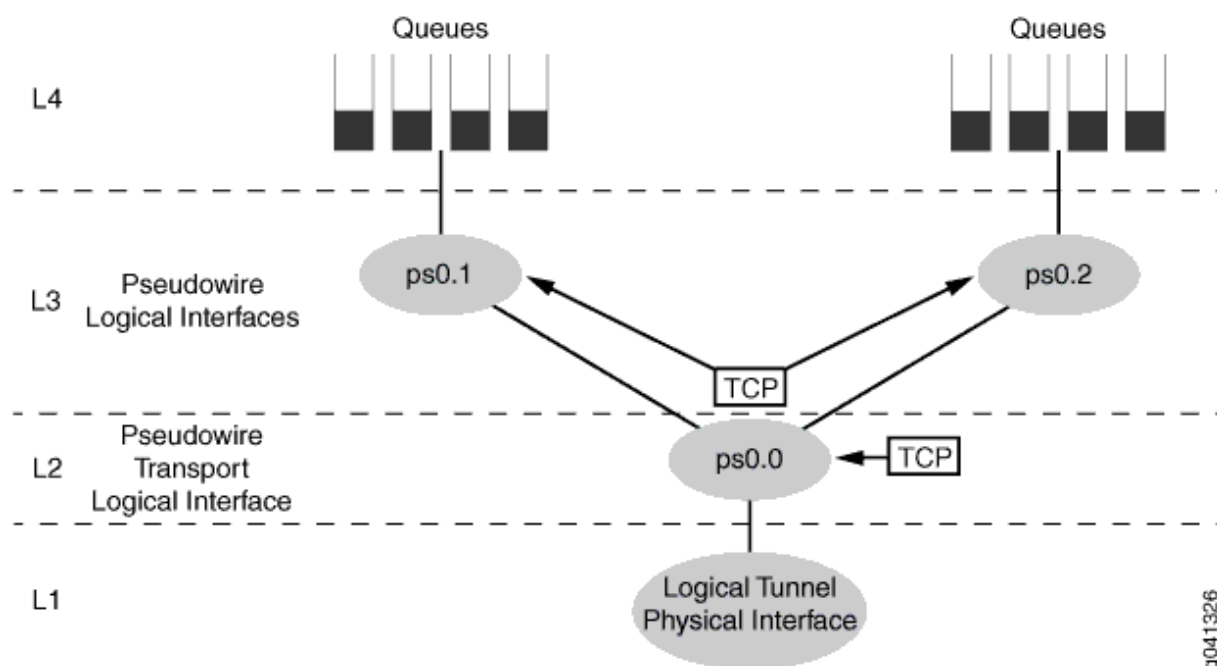 Queues
Queues
L4
L3
Pseudowire
Logical Interfaces
ps0.1
ps0.2
TCP
L2
Pseudowire
Transport
Logical Interface
ps0.0
TCP
L1
Logical Tunnel
Physical Interface
g041326